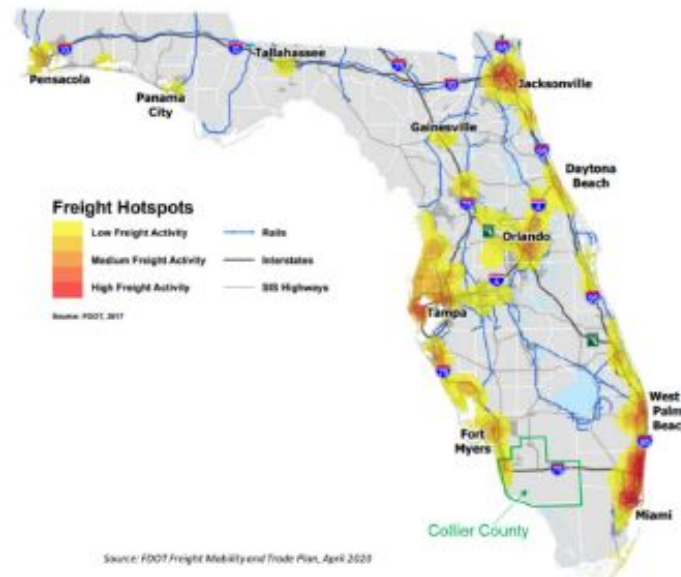 Tallahassee
Pensacola
Panama
City
Jacksonville
Gainesville
Daytona
Beach
Freight Hotspots
Low Freight Activity
Medium Freight Activity
High Freight Activity
Rails
Interstates
SIS Highways
Source: FDOT, 2017
Orlando
Tampa
West
Palm
Beach
Fort
Myers
Miami
Collier County
Source: FDOT Freight Mobility and Trade Plan, April 2020